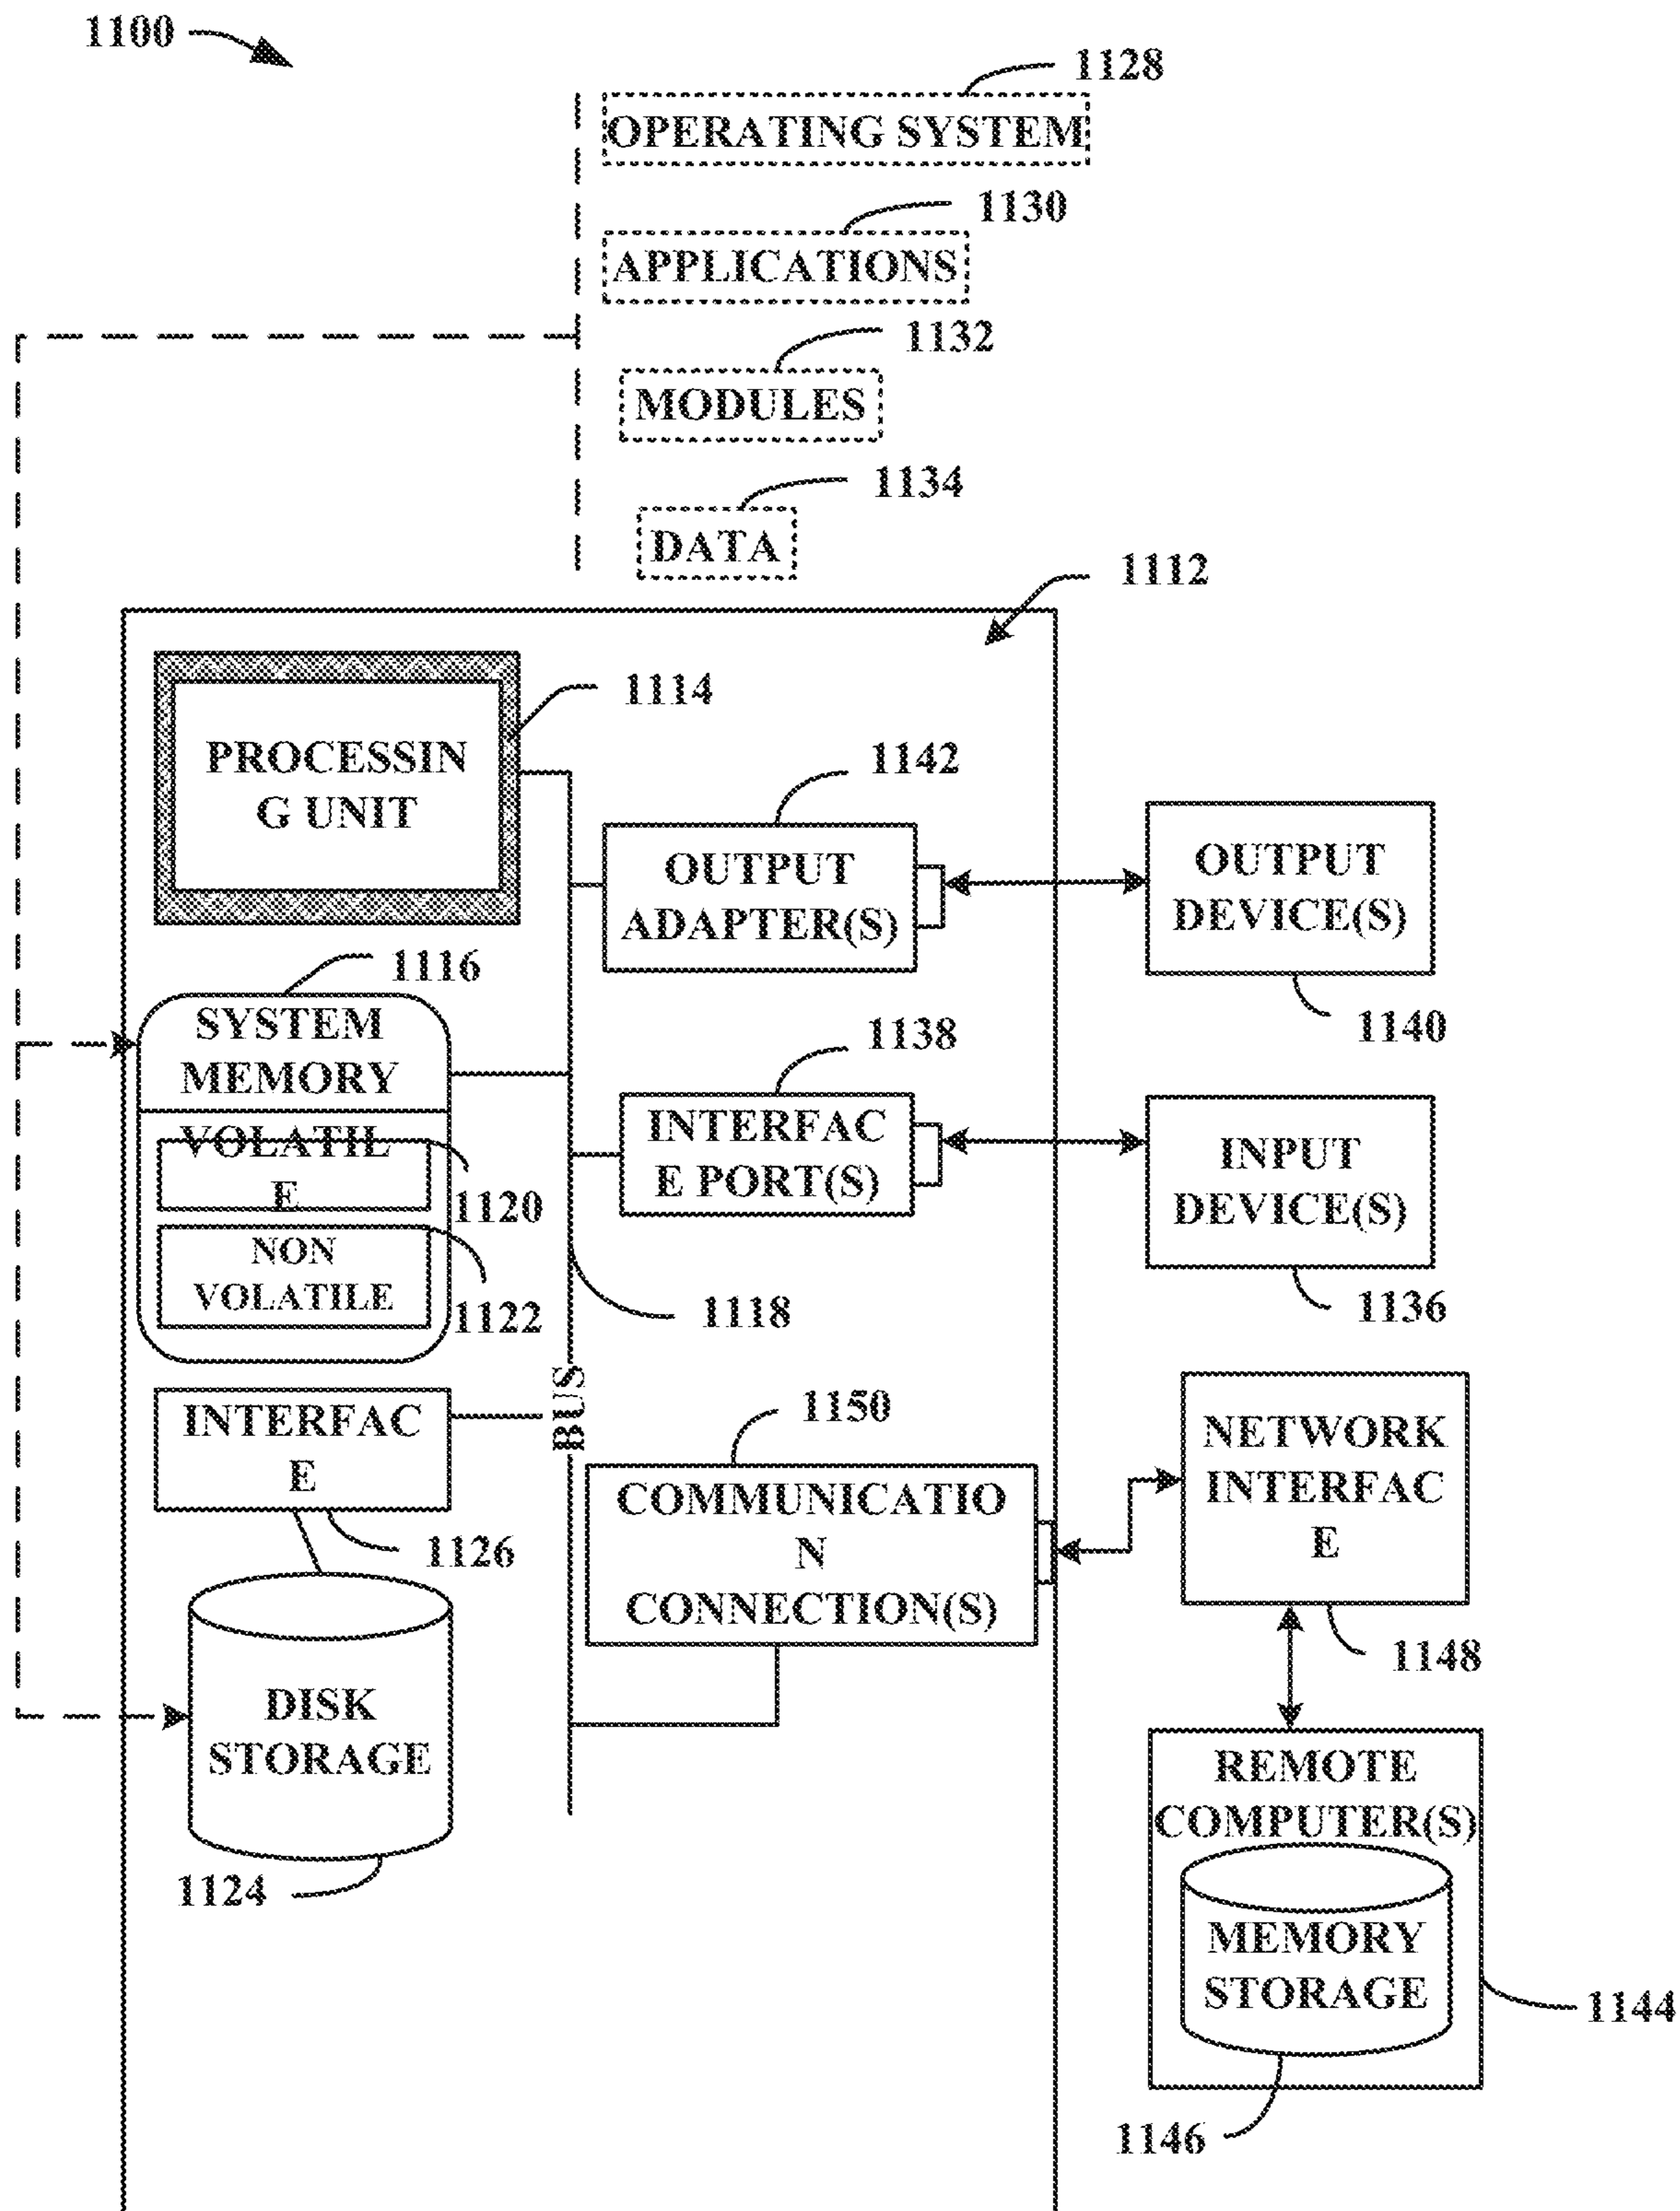 1100
1128
OPERATING SYSTEM
1130
APPLICATIONS
1132
MODULES
1134
DATA
1112
PROCESSIN
G UNIT
1114
1142
OUTPUT
ADAPTER(S)
OUTPUT
DEVICE(S)
1140
1116
SYSTEM
MEMORY
VOLATIL
E
1120
NON
VOLATILE
1122
1138
INTERFAC
E PORT(S)
INPUT
DEVICE(S)
1136
1118
BUS
INTERFAC
E
1126
1150
COMMUNICATIO
N
CONNECTION(S)
NETWORK
INTERFAC
E
1148
DISK
STORAGE
1124
REMOTE
COMPUTER(S)
MEMORY
STORAGE
1144
1146